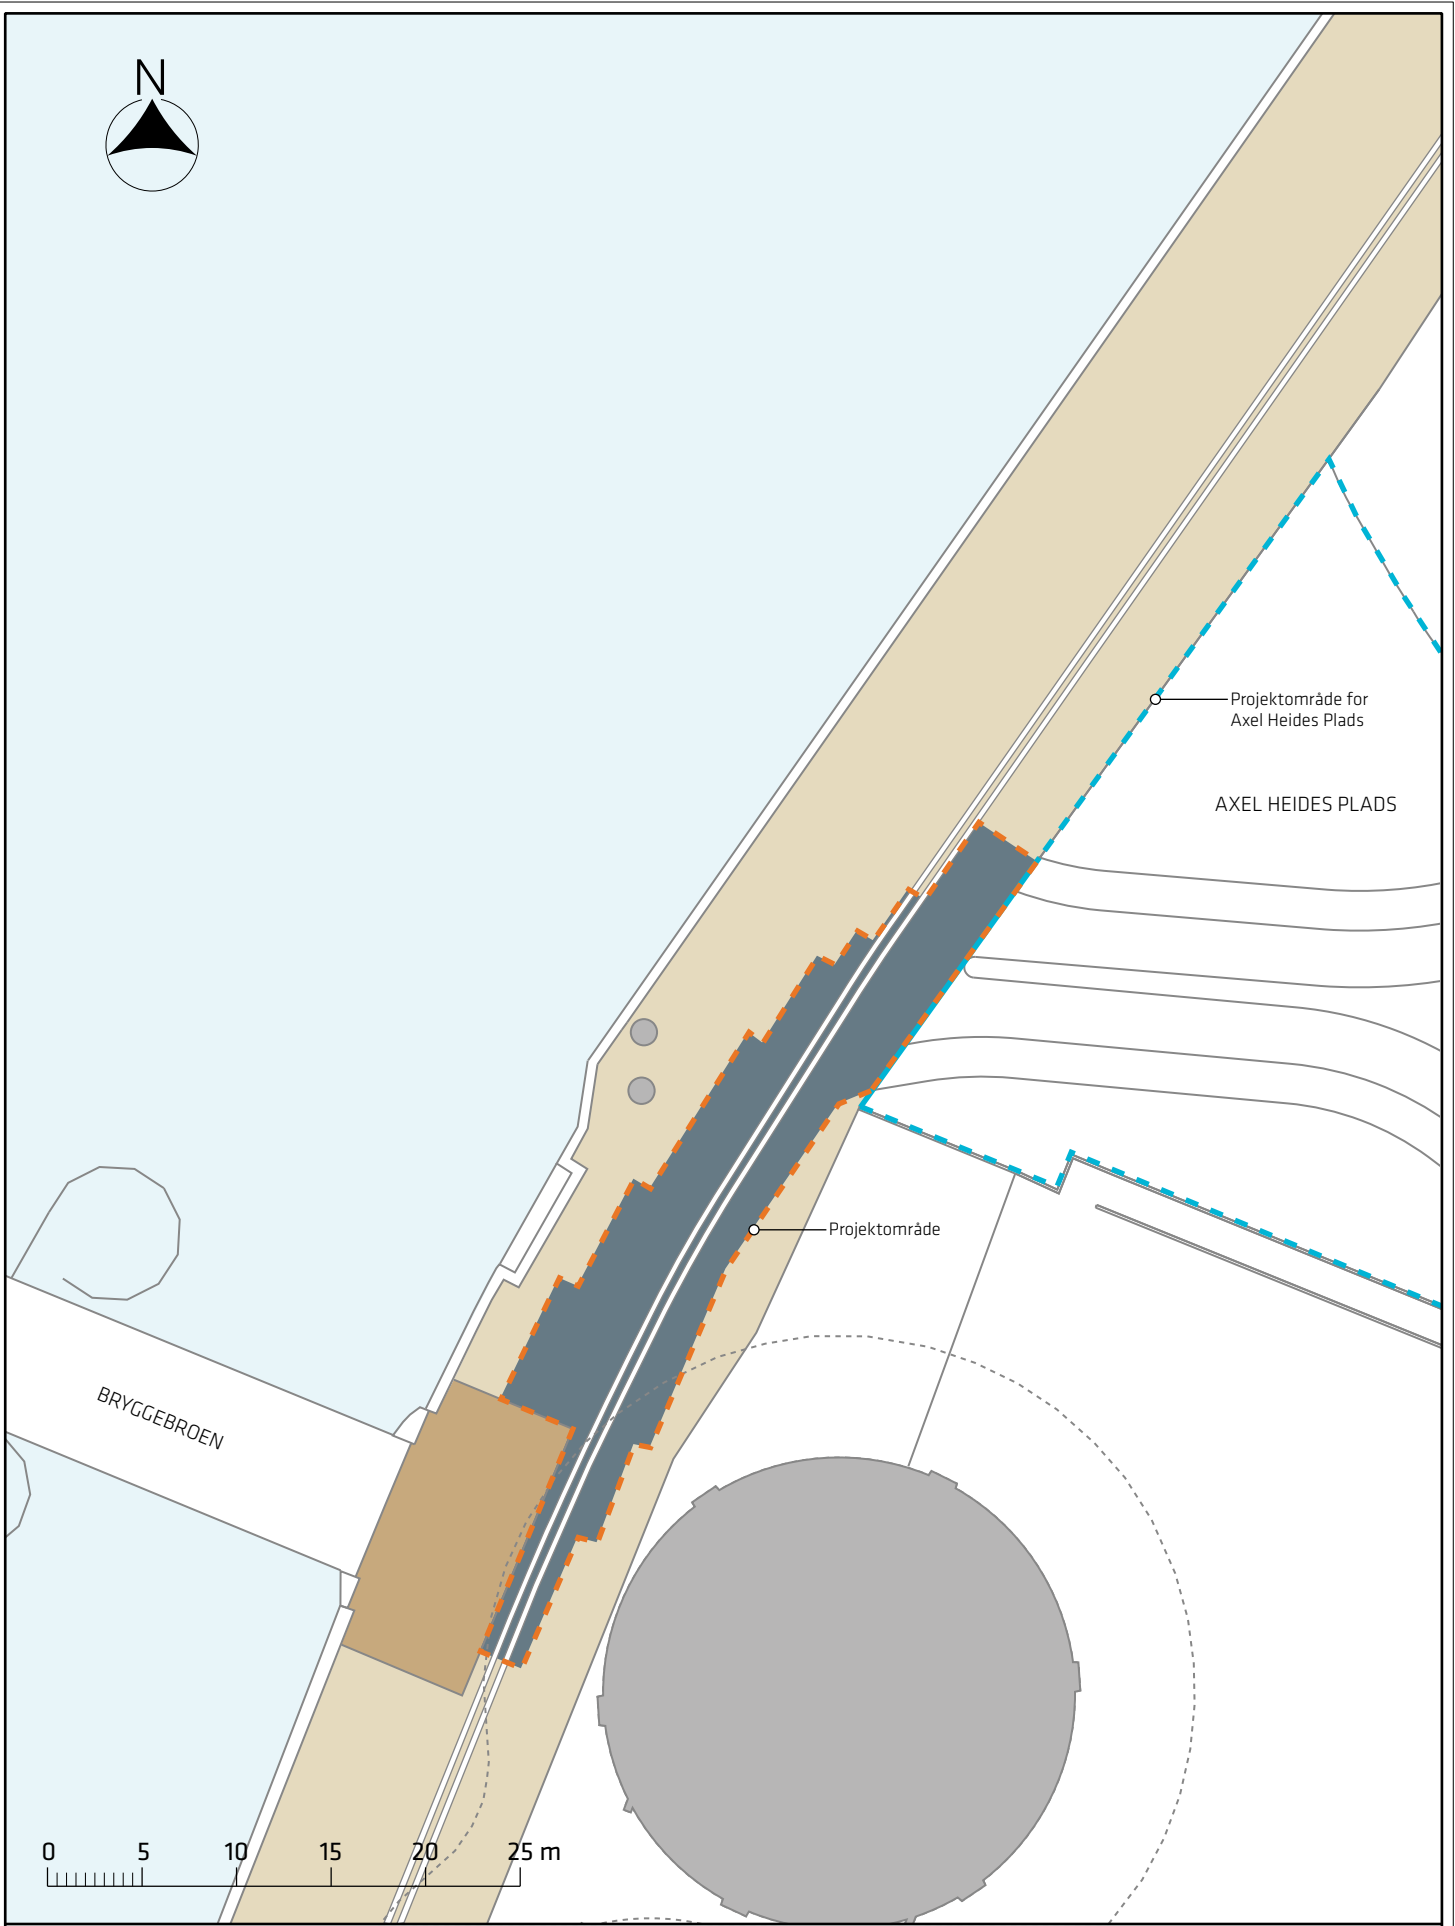 N
Projektområde for
Axel Heides Plads
AXEL HEIDES PLADS
Projektområde
BRYGGEBROEN
0 5 10 15 20 25 m